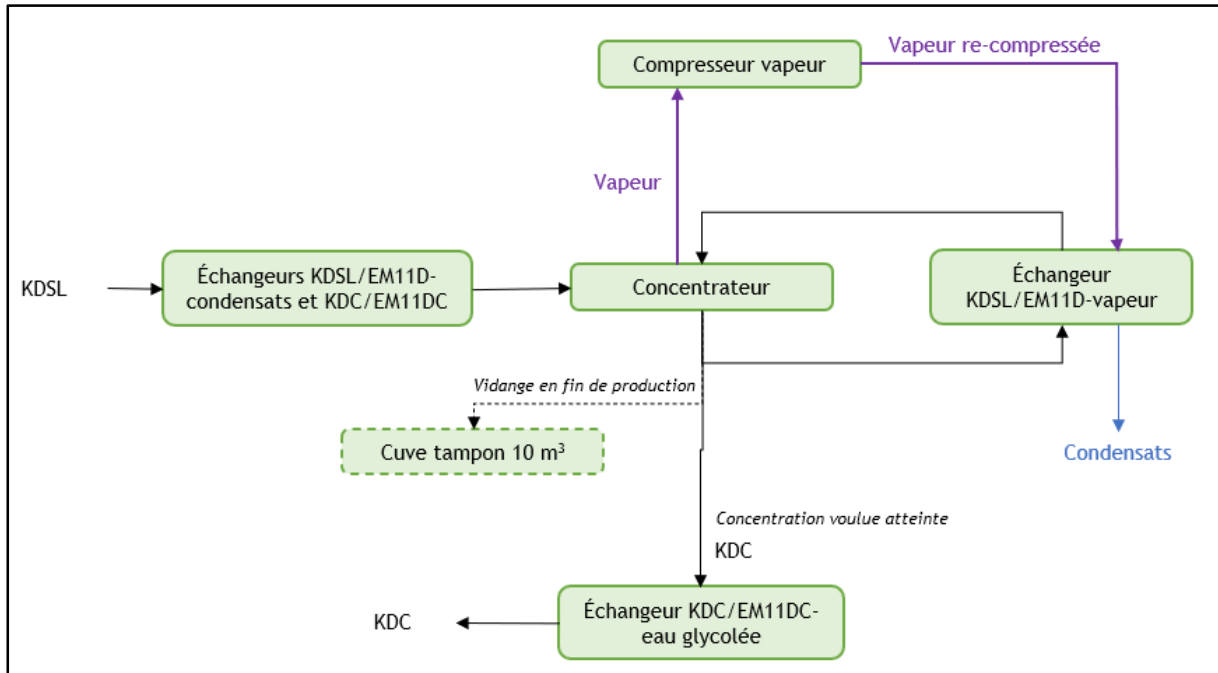 Vapeur re-compressée
Compresseur vapeur
Vapeur
KDSL
Échangeurs KDSL/EM11D-
condensats et KDC/EM11DC
Concentrateur
Échangeur
KDSL/EM11D-vapeur
Vidange en fin de production
Cuve tampon 10 m³
Condensats
Concentration voulue atteinte
KDC
Échangeur KDC/EM11DC-
eau glycolée
KDC